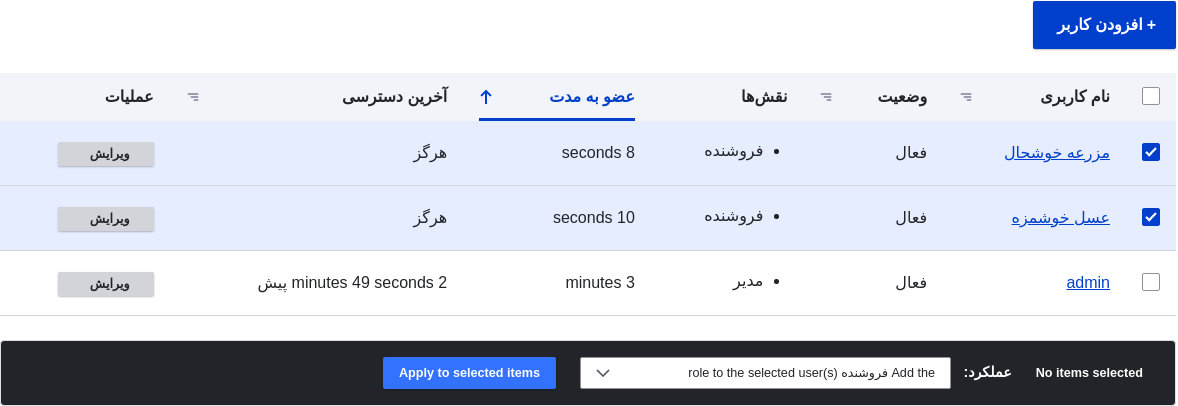 + افزودن کاربر
نام کاربری وضعیت نقش‌ها عضو به مدت آخرین دسترسی عملیات
مزرعه خوشحال فعال • فروشنده 8 seconds هرگز ویرایش
عسل خوشمزه فعال • فروشنده 10 seconds هرگز ویرایش
admin فعال • مدیر 3 minutes 2 minutes 49 seconds پیش ویرایش
No items selected عملکرد: Add the فروشنده role to the selected user(s) Apply to selected items